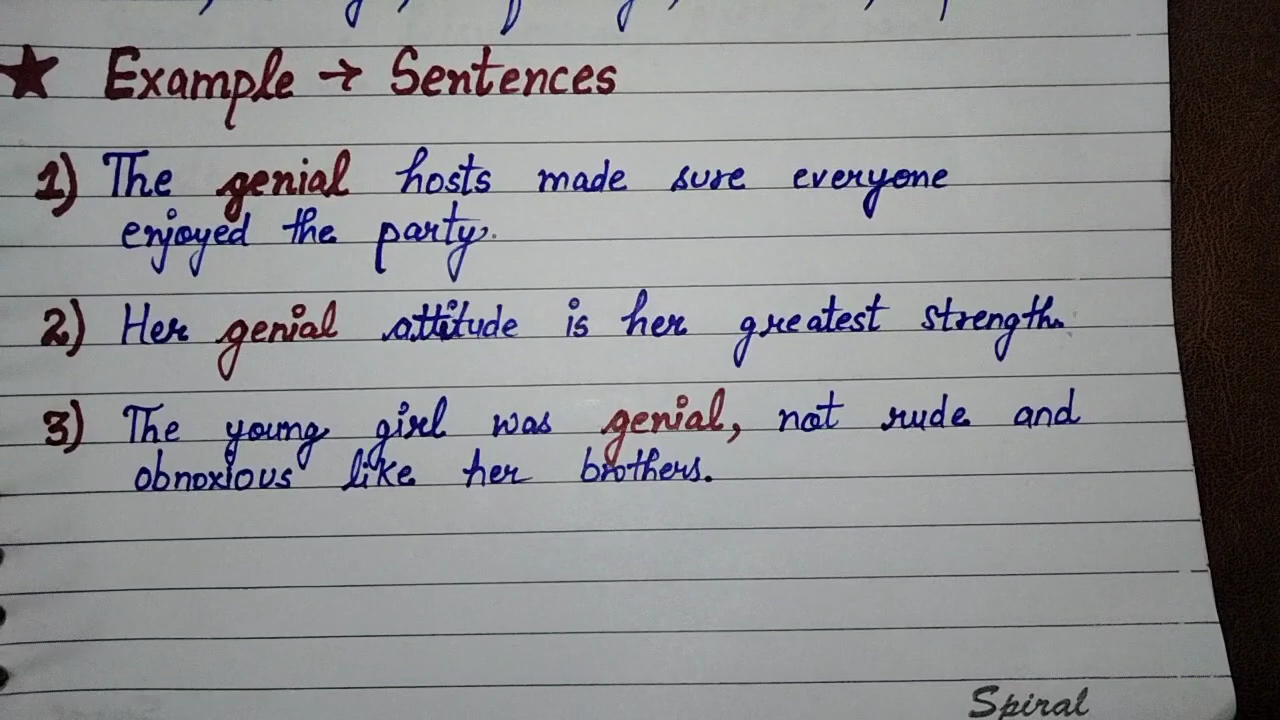 ★ Example → Sentences
1) The genial hosts made sure everyone
enjoyed the party.
2) Her genial attitude is her greatest strength.
3) The young girl was genial, not rude and
obnoxious like her brothers.
Spiral